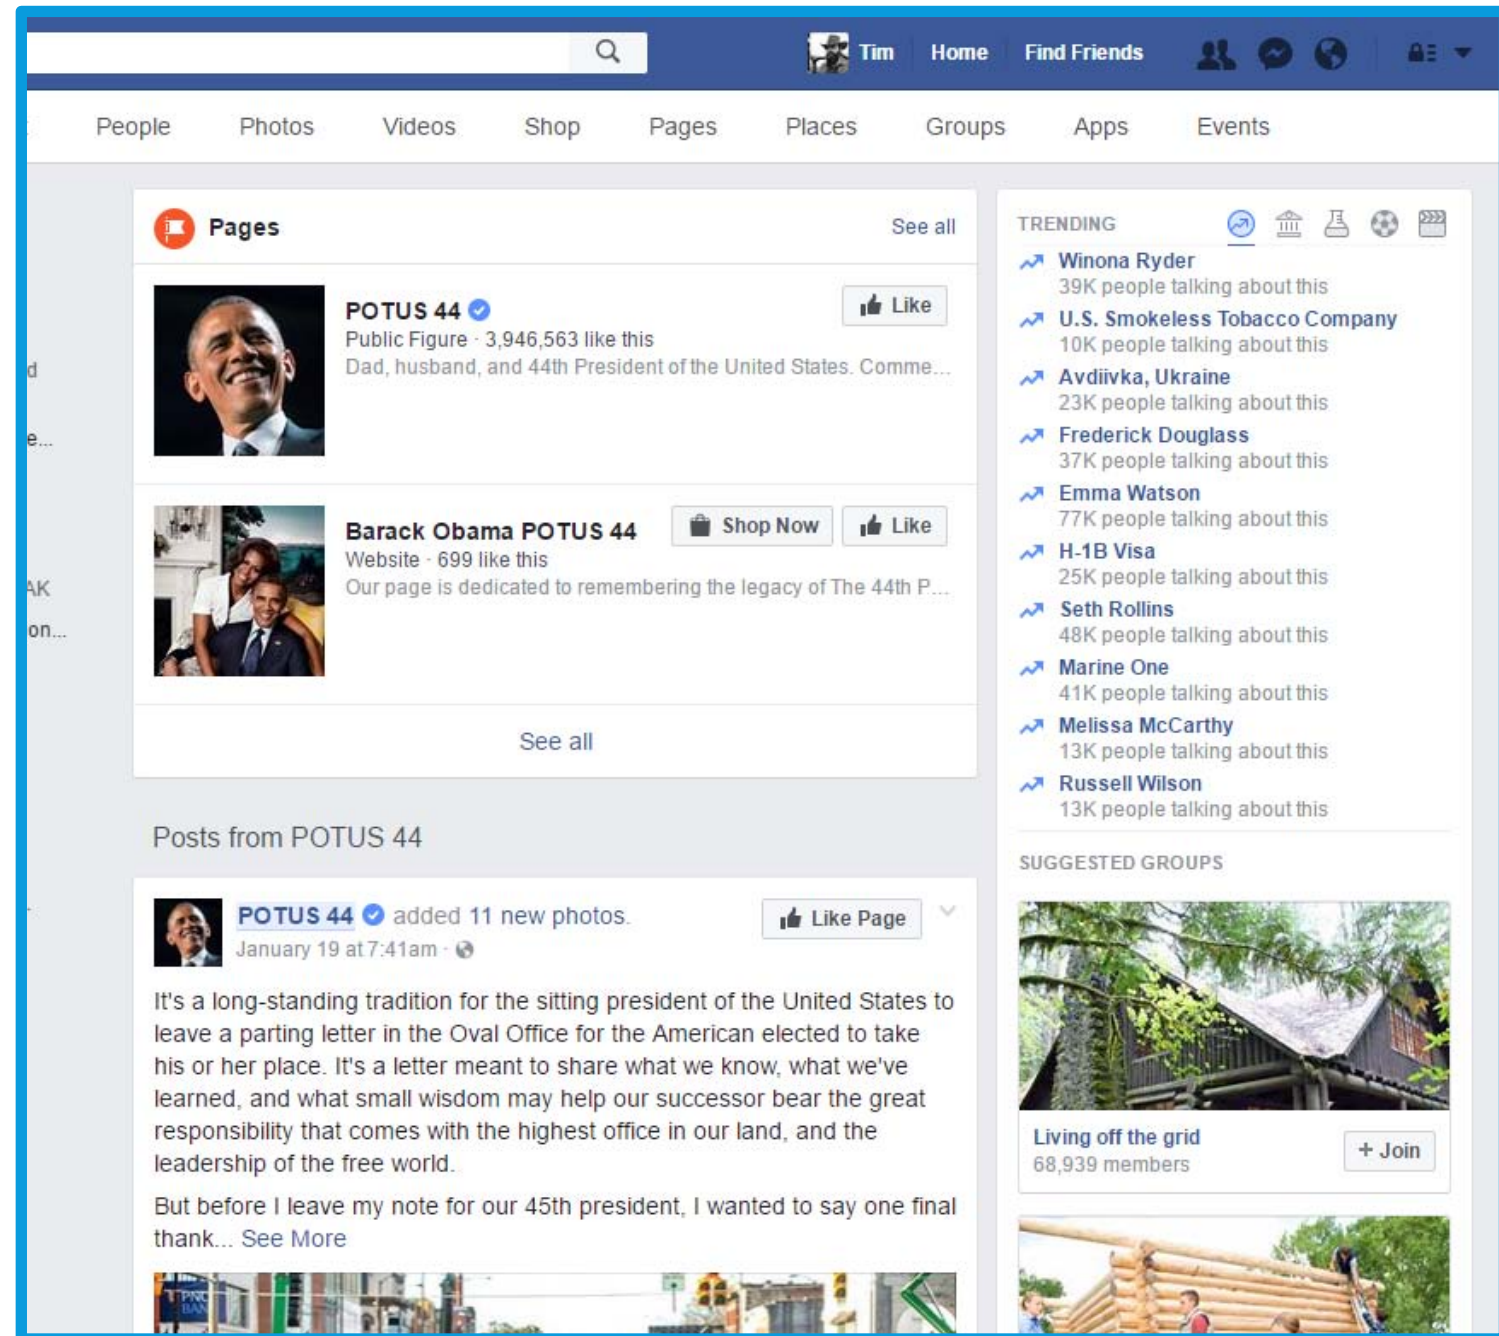 Tim Home Find Friends
People Photos Videos Shop Pages Places Groups Apps Events
d
e...
AK
on...
Pages See all
POTUS 44 Like
Public Figure · 3,946,563 like this
Dad, husband, and 44th President of the United States. Comme...
Barack Obama POTUS 44 Shop Now Like
Website · 699 like this
Our page is dedicated to remembering the legacy of The 44th P...
See all
Posts from POTUS 44
POTUS 44 added 11 new photos. Like Page
January 19 at 7:41am ·
It's a long-standing tradition for the sitting president of the United States to
leave a parting letter in the Oval Office for the American elected to take
his or her place. It's a letter meant to share what we know, what we've
learned, and what small wisdom may help our successor bear the great
responsibility that comes with the highest office in our land, and the
leadership of the free world.
But before I leave my note for our 45th president, I wanted to say one final
thank... See More
PNC
BANK
TRENDING
Winona Ryder
39K people talking about this
U.S. Smokeless Tobacco Company
10K people talking about this
Avdiivka, Ukraine
23K people talking about this
Frederick Douglass
37K people talking about this
Emma Watson
77K people talking about this
H-1B Visa
25K people talking about this
Seth Rollins
48K people talking about this
Marine One
41K people talking about this
Melissa McCarthy
13K people talking about this
Russell Wilson
13K people talking about this
SUGGESTED GROUPS
Living off the grid
68,939 members
+ Join